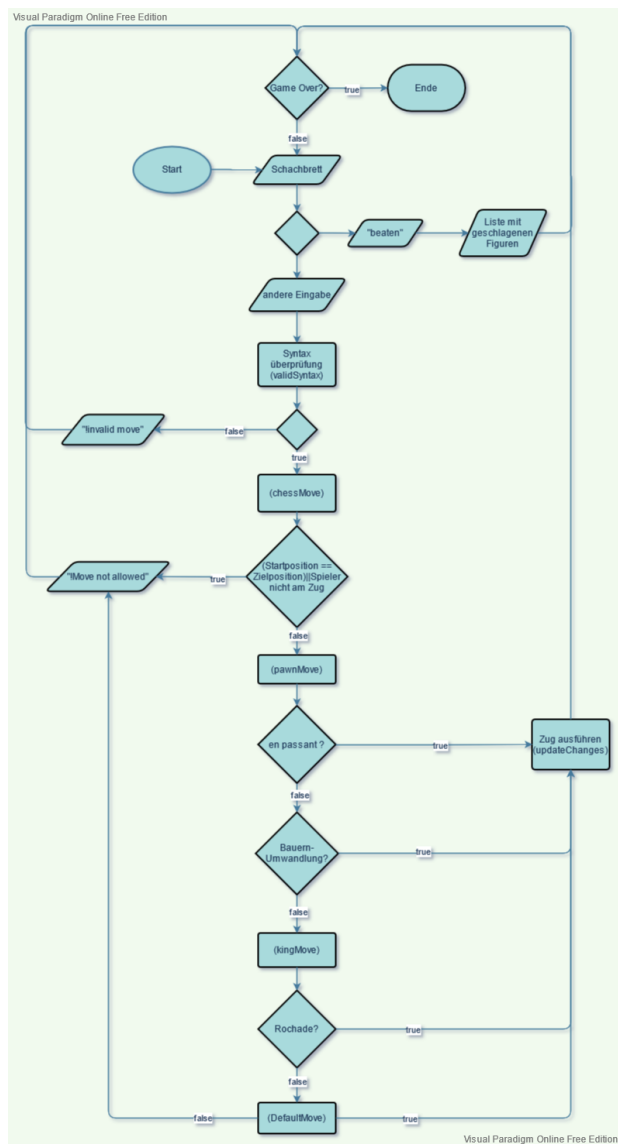 Visual Paradigm Online Free Edition
Game Over?
true
Ende
false
Start
Schachbrett
"beaten"
Liste mit
geschlagenen
Figuren
andere Eingabe
Syntax
überprüfung
(validSyntax)
"!invalid move"
false
true
(chessMove)
"!Move not allowed"
true
(Startposition ==
Zielposition)||Spieler
nicht am Zug
false
(pawnMove)
en passant ?
true
Zug ausführen
(updateChanges)
false
Bauern-
Umwandlung?
true
false
(kingMove)
Rochade?
true
false
false
(DefaultMove)
true
Visual Paradigm Online Free Edition